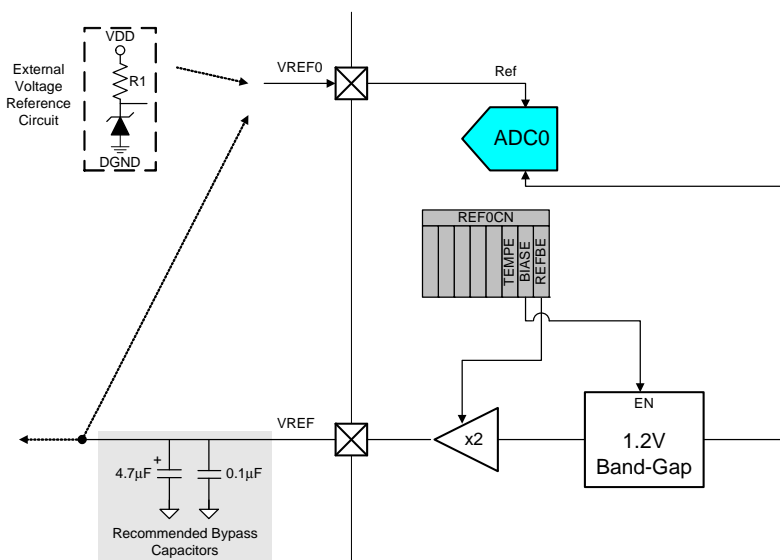 VDD
R1
External
Voltage
Reference
Circuit
DGND
VREF0
Ref
ADC0
REF0CN
TEMPE
BIASE
REFBE
VREF
x2
EN
1.2V
Band-Gap
+
4.7µF
0.1µF
Recommended Bypass
Capacitors